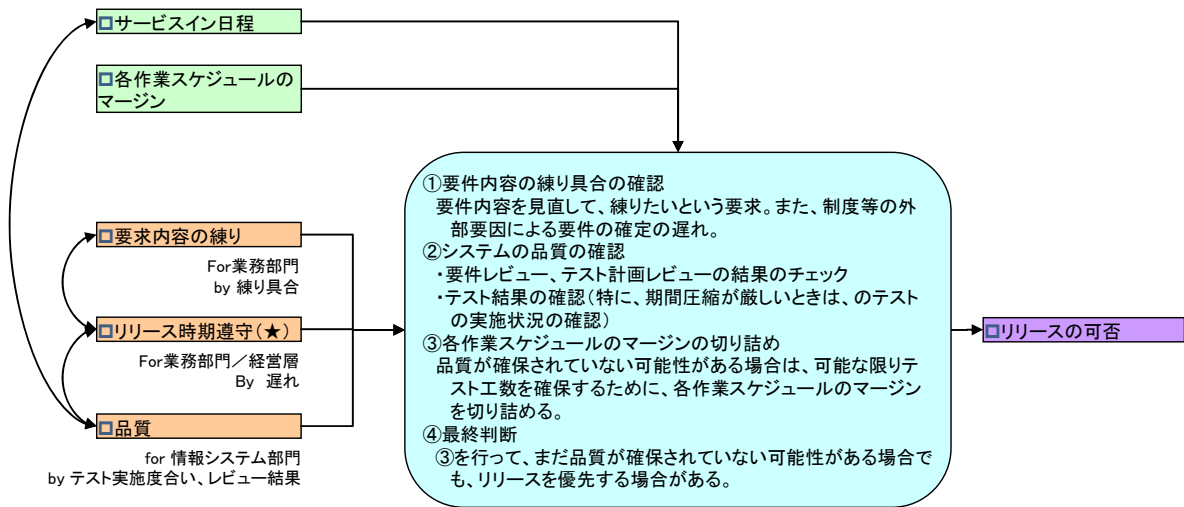 □サービスイン日程
□各作業スケジュールの
マージン
□要求内容の練り
For業務部門
by 練り具合
□リリース時期遵守(★)
For業務部門／経営層
By 遅れ
□品質
for 情報システム部門
by テスト実施度合い、レビュー結果
①要件内容の練り具合の確認
要件内容を見直して、練りたいという要求。また、制度等の外
部要因による要件の確定の遅れ。
②システムの品質の確認
・要件レビュー、テスト計画レビューの結果のチェック
・テスト結果の確認(特に、期間圧縮が厳しいときは、のテスト
の実施状況の確認)
③各作業スケジュールのマージンの切り詰め
品質が確保されていない可能性がある場合は、可能な限りテ
スト工数を確保するために、各作業スケジュールのマージン
を切り詰める。
④最終判断
③を行って、まだ品質が確保されていない可能性がある場合で
も、リリースを優先する場合がある。
□リリースの可否